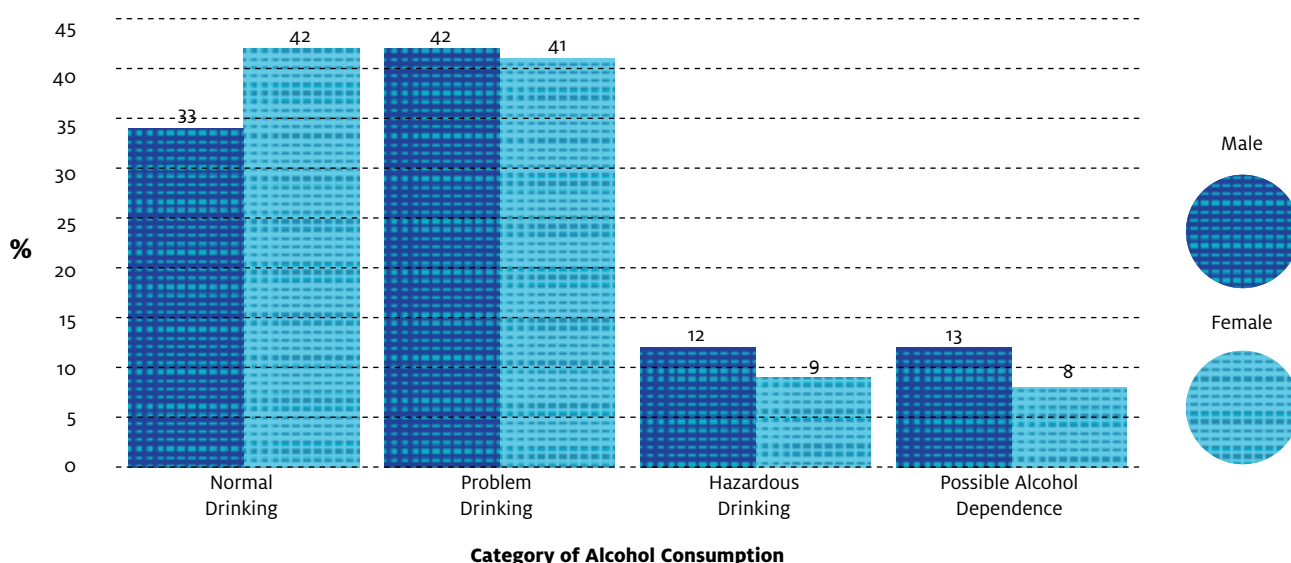 45
40
35
30
25
20
15
10
5
0
%
33
42
42
41
12
9
13
8
Normal
Drinking
Problem
Drinking
Hazardous
Drinking
Possible Alcohol
Dependence
Category of Alcohol Consumption
Male
Female